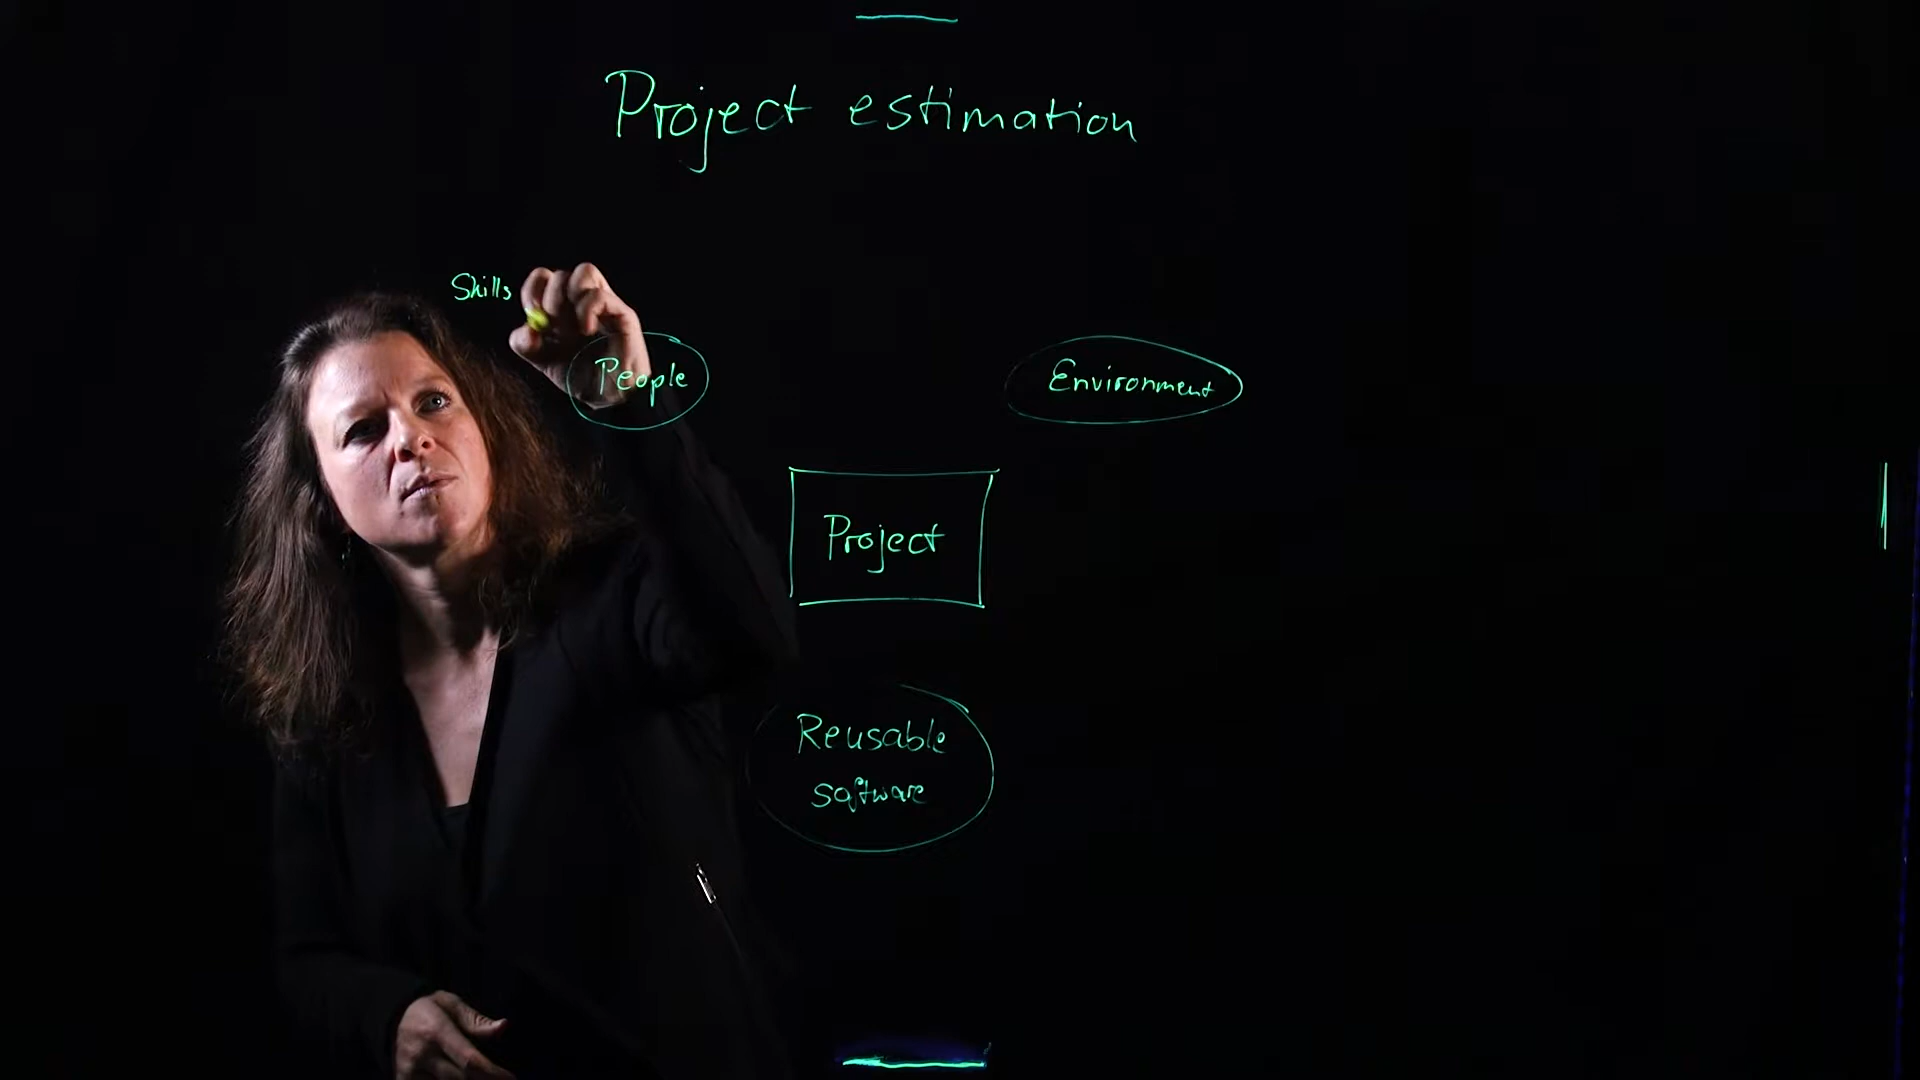 Project estimation
Skills
People
Environment
Project
Reusable
software